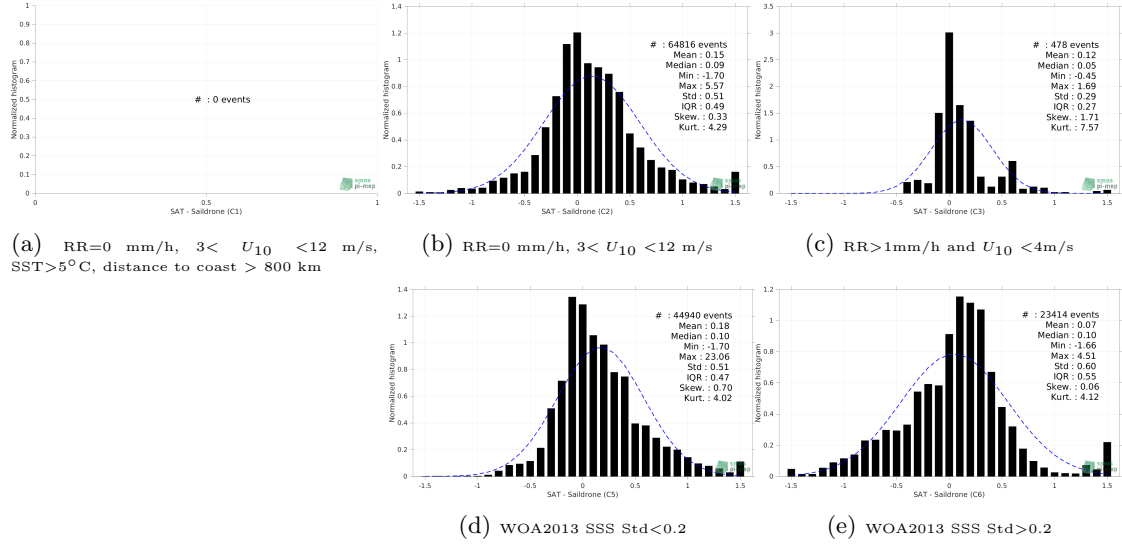 1
0.9
0.8
0.7
0.6
0.5
0.4
0.3
0.2
0.1
0
Normalized histogram
# : 0 events
smos
pi-mep
0 0.5 1
SAT - Saildrone (C1)
(a) RR=0 mm/h, 3< U10 <12 m/s,
SST>5°C, distance to coast > 800 km
1.4
1.2
1
0.8
0.6
0.4
0.2
0
Normalized histogram
# : 64816 events
Mean : 0.15
Median : 0.09
Min : -1.70
Max : 5.57
Std : 0.51
IQR : 0.49
Skew. : 0.33
Kurt. : 4.29
smos
pi-mep
-1.5 -1 -0.5 0 0.5 1 1.5
SAT - Saildrone (C2)
(b) RR=0 mm/h, 3< U10 <12 m/s
3.5
3
2.5
2
1.5
1
0.5
0
Normalized histogram
# : 478 events
Mean : 0.12
Median : 0.05
Min : -0.45
Max : 1.69
Std : 0.29
IQR : 0.27
Skew. : 1.71
Kurt. : 7.57
smos
pi-mep
-1.5 -1 -0.5 0 0.5 1 1.5
SAT - Saildrone (C3)
(c) RR>1mm/h and U10 <4m/s
1.4
1.2
1
0.8
0.6
0.4
0.2
0
Normalized histogram
# : 44940 events
Mean : 0.18
Median : 0.10
Min : -1.70
Max : 23.06
Std : 0.51
IQR : 0.47
Skew. : 0.70
Kurt. : 4.02
smos
pi-mep
-1.5 -1 -0.5 0 0.5 1 1.5
SAT - Saildrone (C5)
(d) WOA2013 SSS Std<0.2
1.2
1
0.8
0.6
0.4
0.2
0
Normalized histogram
# : 23414 events
Mean : 0.07
Median : 0.10
Min : -1.66
Max : 4.51
Std : 0.60
IQR : 0.55
Skew. : 0.06
Kurt. : 4.12
smos
pi-mep
-1.5 -1 -0.5 0 0.5 1 1.5
SAT - Saildrone (C6)
(e) WOA2013 SSS Std>0.2